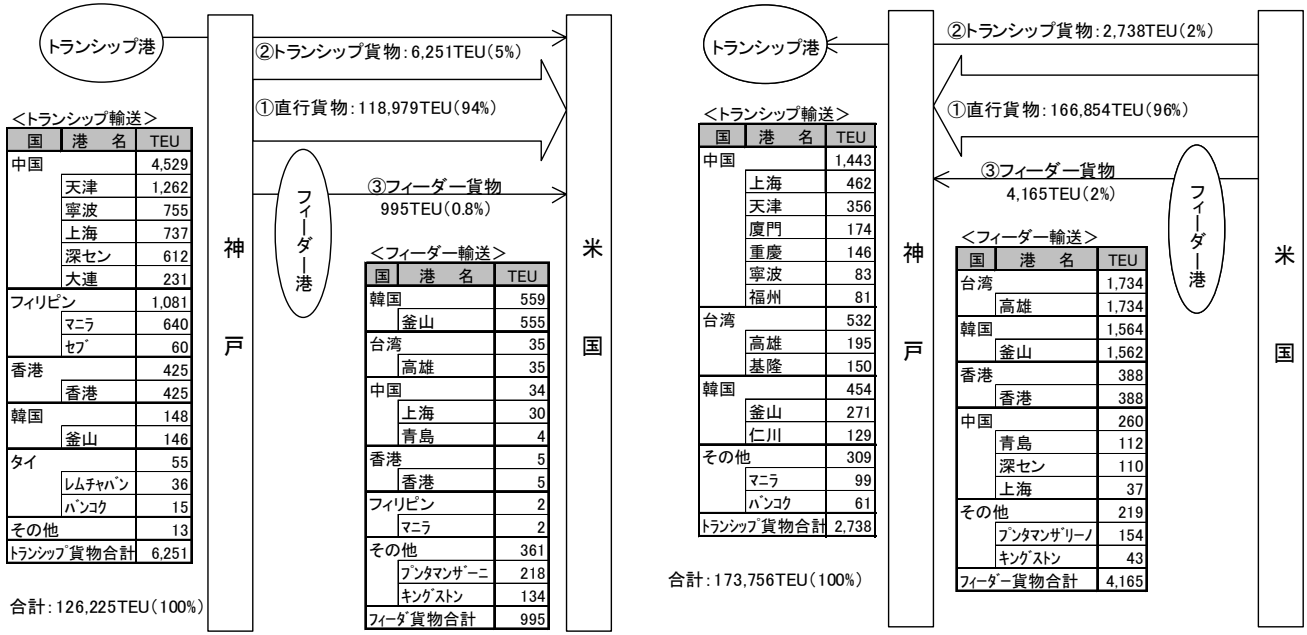 トランシップ港
②トランシップ貨物:6,251TEU(5%)
①直行貨物:118,979TEU(94%)
③フィーダー貨物
995TEU(0.8%)
フィーダー港
神戸
米国
<トランシップ輸送>
国 港 名 TEU
中国 4,529
天津 1,262
寧波 755
上海 737
深セン 612
大連 231
フィリピン 1,081
マニラ 640
セブ 60
香港 425
香港 425
韓国 148
釜山 146
タイ 55
レムチャバン 36
バンコク 15
その他 13
トランシップ貨物合計 6,251
合計:126,225TEU(100%)
<フィーダー輸送>
国 港 名 TEU
韓国 559
釜山 555
台湾 35
高雄 35
中国 34
上海 30
青島 4
香港 5
香港 5
フィリピン 2
マニラ 2
その他 361
プンタマンザーニ 218
キングストン 134
フィーダ貨物合計 995
トランシップ港
②トランシップ貨物:2,738TEU(2%)
①直行貨物:166,854TEU(96%)
③フィーダー貨物
4,165TEU(2%)
フィーダー港
神戸
米国
<トランシップ輸送>
国 港 名 TEU
中国 1,443
上海 462
天津 356
廈門 174
重慶 146
寧波 83
福州 81
台湾 532
高雄 195
基隆 150
韓国 454
釜山 271
仁川 129
その他 309
マニラ 99
バンコク 61
トランシップ貨物合計 2,738
合計:173,756TEU(100%)
<フィーダー輸送>
国 港 名 TEU
台湾 1,734
高雄 1,734
韓国 1,564
釜山 1,562
香港 388
香港 388
中国 260
青島 112
深セン 110
上海 37
その他 219
プンタマンザリーノ 154
キングストン 43
フィーダー貨物合計 4,165